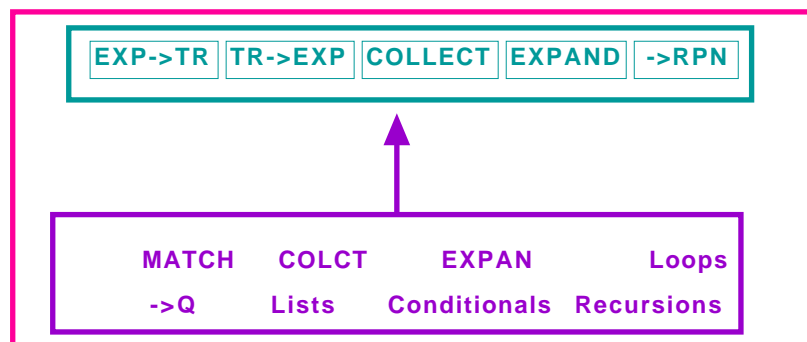 EXP->TR TR->EXP COLLECT EXPAND ->RPN
MATCH COLCT EXPAN Loops
->Q Lists Conditionals Recursions